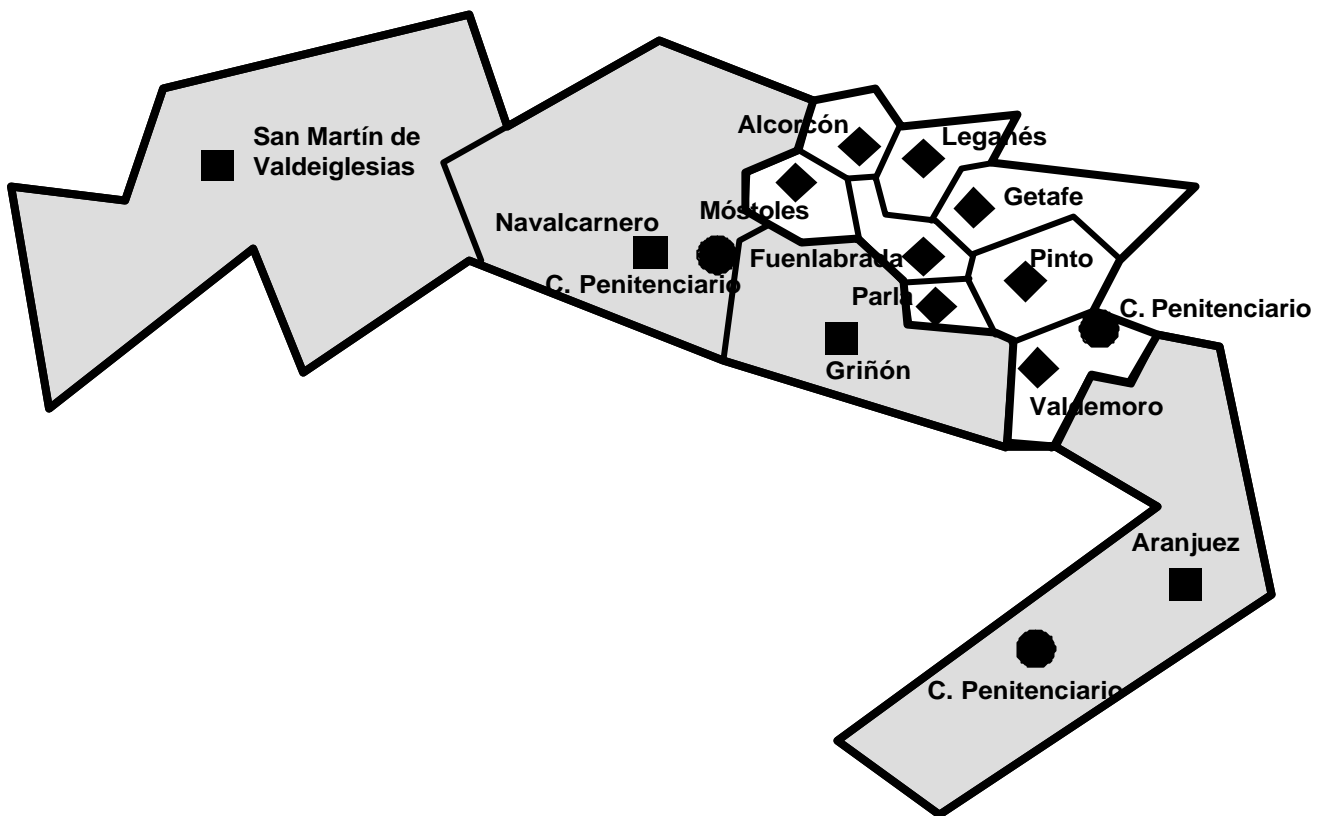 San Martín de
Valdeiglesias
Alcorcón
Leganés
Getafe
Navalcarnero
Móstoles
C. Penitenciario
Fuenlabrada
Pinto
Parla
C. Penitenciario
Griñón
Valdemoro
Aranjuez
C. Penitenciario